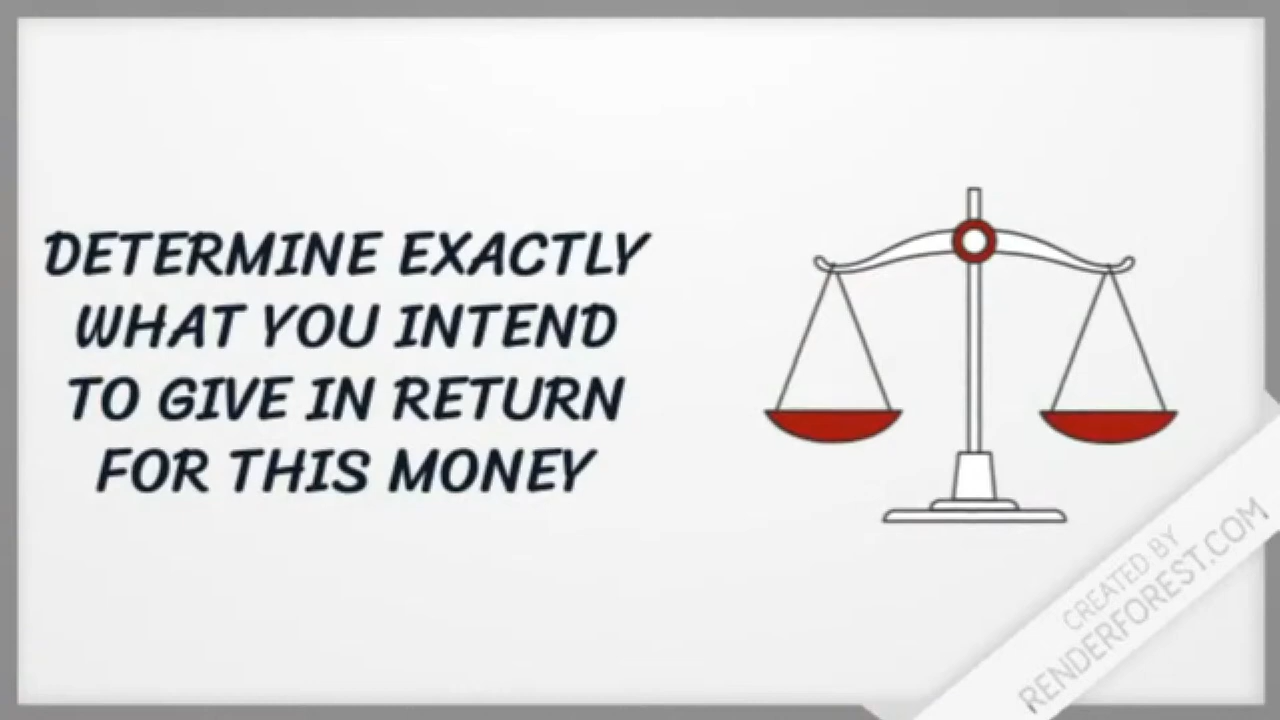 DETERMINE EXACTLY
WHAT YOU INTEND
TO GIVE IN RETURN
FOR THIS MONEY
CREATED BY
RENDERFOREST.COM